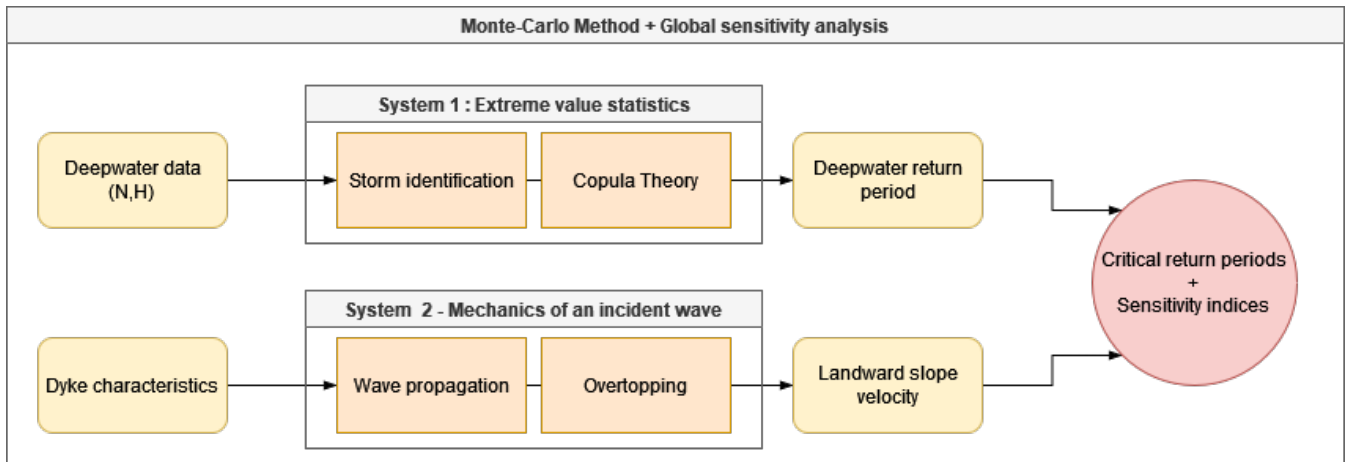 Monte-Carlo Method + Global sensitivity analysis
System 1 : Extreme value statistics
Deepwater data
(N,H)
Storm identification
Copula Theory
Deepwater return
period
Critical return periods
+
Sensitivity indices
System 2 - Mechanics of an incident wave
Dyke characteristics
Wave propagation
Overtopping
Landward slope
velocity